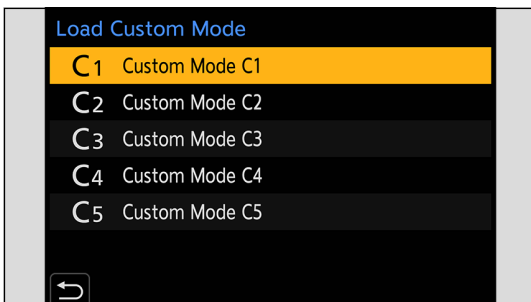 Load Custom Mode
C1 Custom Mode C1
C2 Custom Mode C2
C3 Custom Mode C3
C4 Custom Mode C4
C5 Custom Mode C5